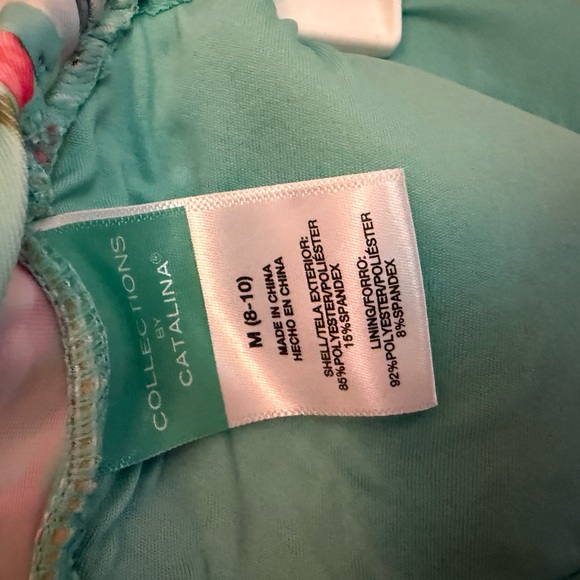 COLLECTIONS
BY
CATALINA®
M (8-10)
MADE IN CHINA
HECHO EN CHINA
SHELL/TELA EXTERIOR:
85%POLYESTER/POLIÉSTER
15%SPANDEX
LINING/FORRO:
92%POLYESTER/POLIÉSTER
8%SPANDEX